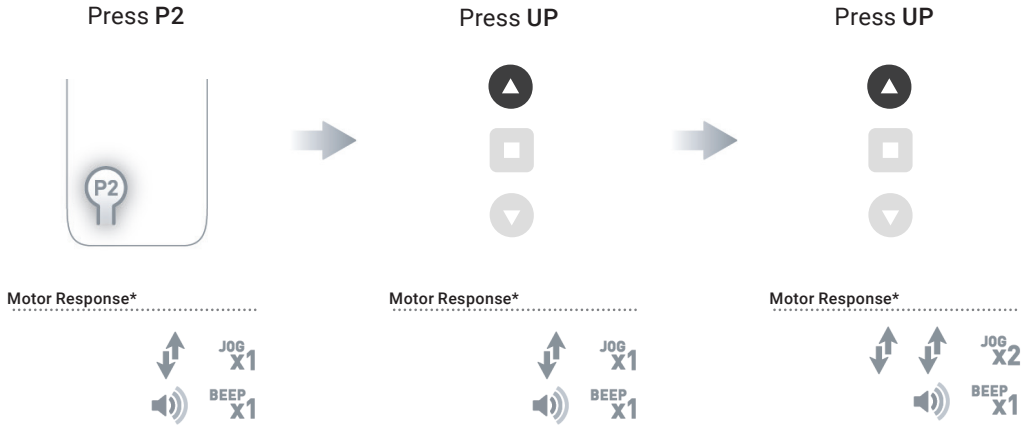 Press P2
P2
Motor Response*
JOG
X1
BEEP
X1
Press UP
Motor Response*
JOG
X1
BEEP
X1
Press UP
Motor Response*
JOG
X2
BEEP
X1